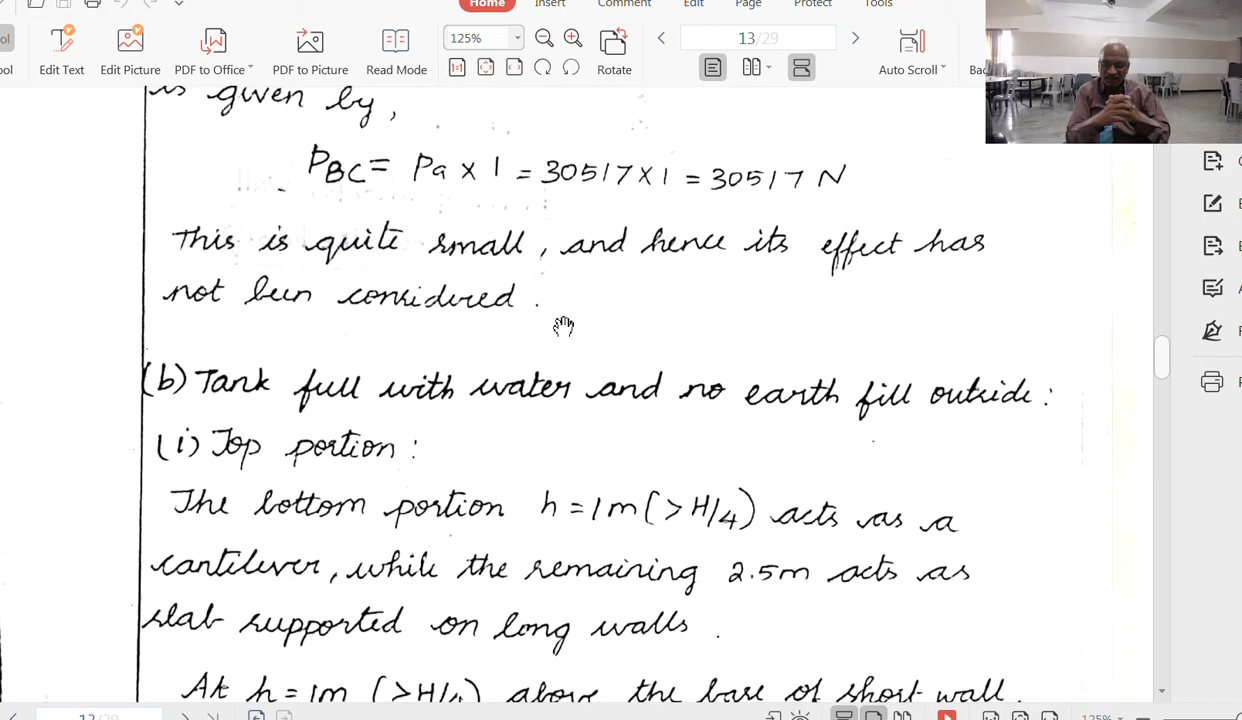 Home Insert Comment Edit Page Protect Tools
125% 13/29
Edit Text Edit Picture PDF to Office PDF to Picture Read Mode Rotate Auto Scroll
is given by,
PBC = Pa x 1 = 30517 x 1 = 30517 N
This is quite small, and hence its effect has
not been considered.
(b) Tank full with water and no earth fill outside:
(i) Top portion:
The bottom portion h = 1m (> H/4) acts as a
cantilever, while the remaining 2.5m acts as
slab supported on long walls.
At h = 1m (> H/4) above the base of short wall.
13/29 125%